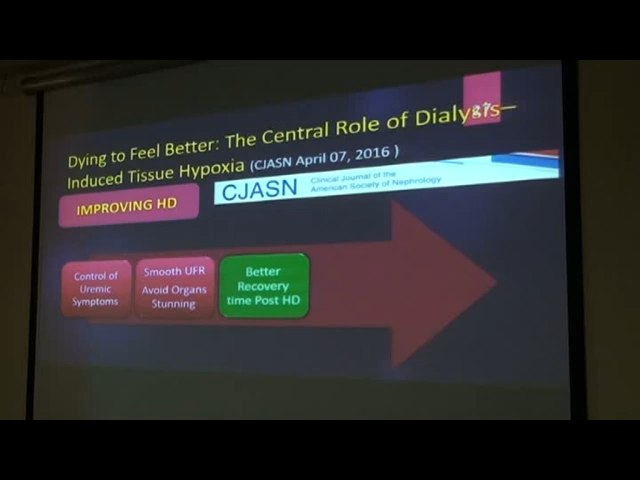 27
Dying to Feel Better: The Central Role of Dialysis–
Induced Tissue Hypoxia (CJASN April 07, 2016 )
CJASN
Clinical Journal of the
American Society of Nephrology
IMPROVING HD
Control of
Uremic
Symptoms
Smooth UFR
Avoid Organs
Stunning
Better
Recovery
time Post HD